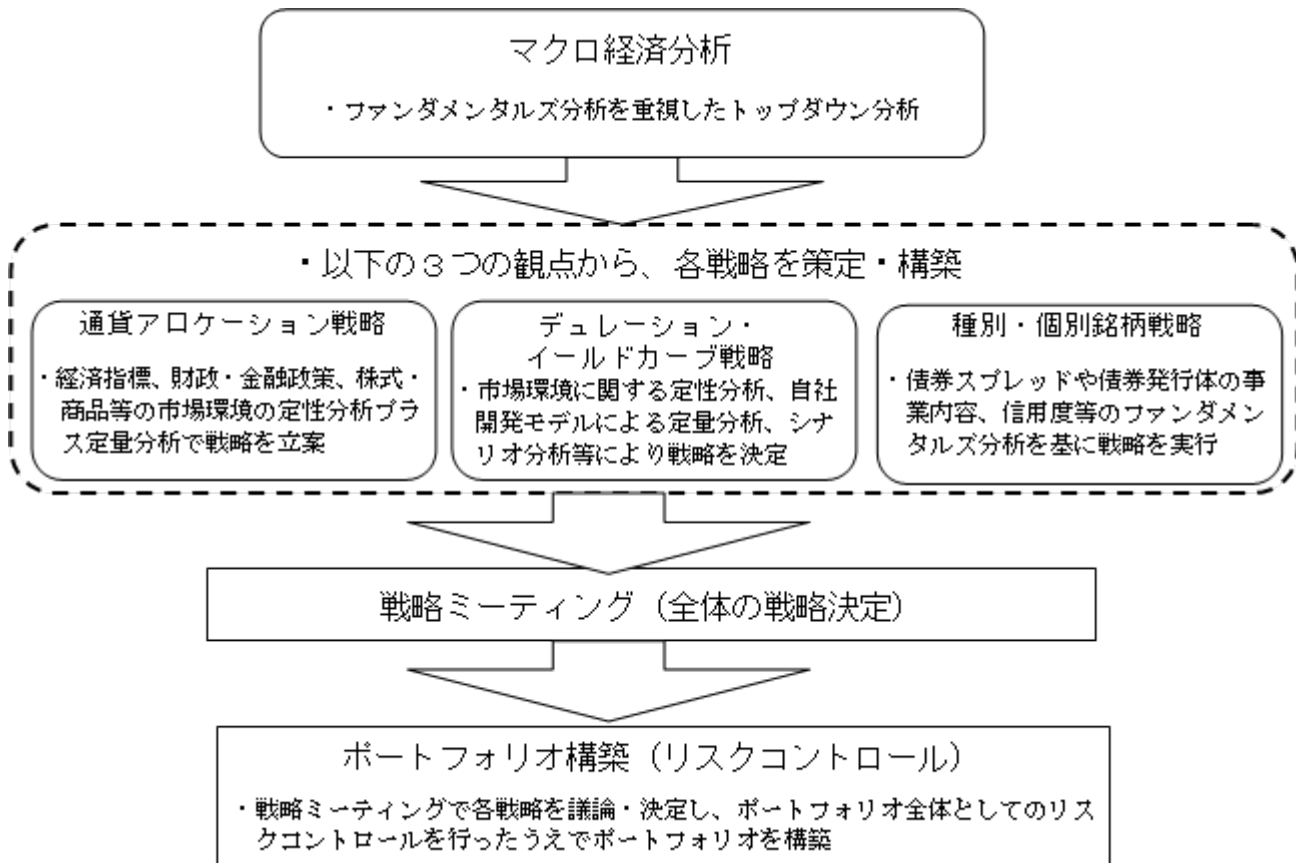 マクロ経済分析
・ファンダメンタルズ分析を重視したトップダウン分析
・以下の３つの観点から、各戦略を策定・構築
通貨アロケーション戦略
・経済指標、財政・金融政策、株式・
商品等の市場環境の定性分析プラ
ス定量分析で戦略を立案
デュレーション・
イールドカーブ戦略
・市場環境に関する定性分析、自社
開発モデルによる定量分析、シナ
リオ分析等により戦略を決定
種別・個別銘柄戦略
・債券スプレッドや債券発行体の事
業内容、信用度等のファンダメン
タルズ分析を基に戦略を実行
戦略ミーティング（全体の戦略決定）
ポートフォリオ構築（リスクコントロール）
・戦略ミーティングで各戦略を議論・決定し、ポートフォリオ全体としてのリス
クコントロールを行ったうえでポートフォリオを構築